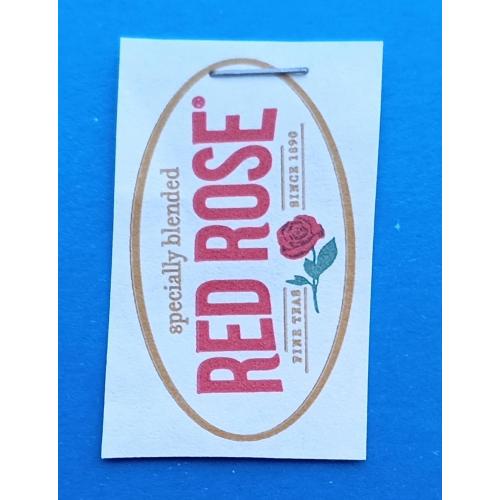 specially blended
RED ROSE®
FINE TEAS SINCE 1890